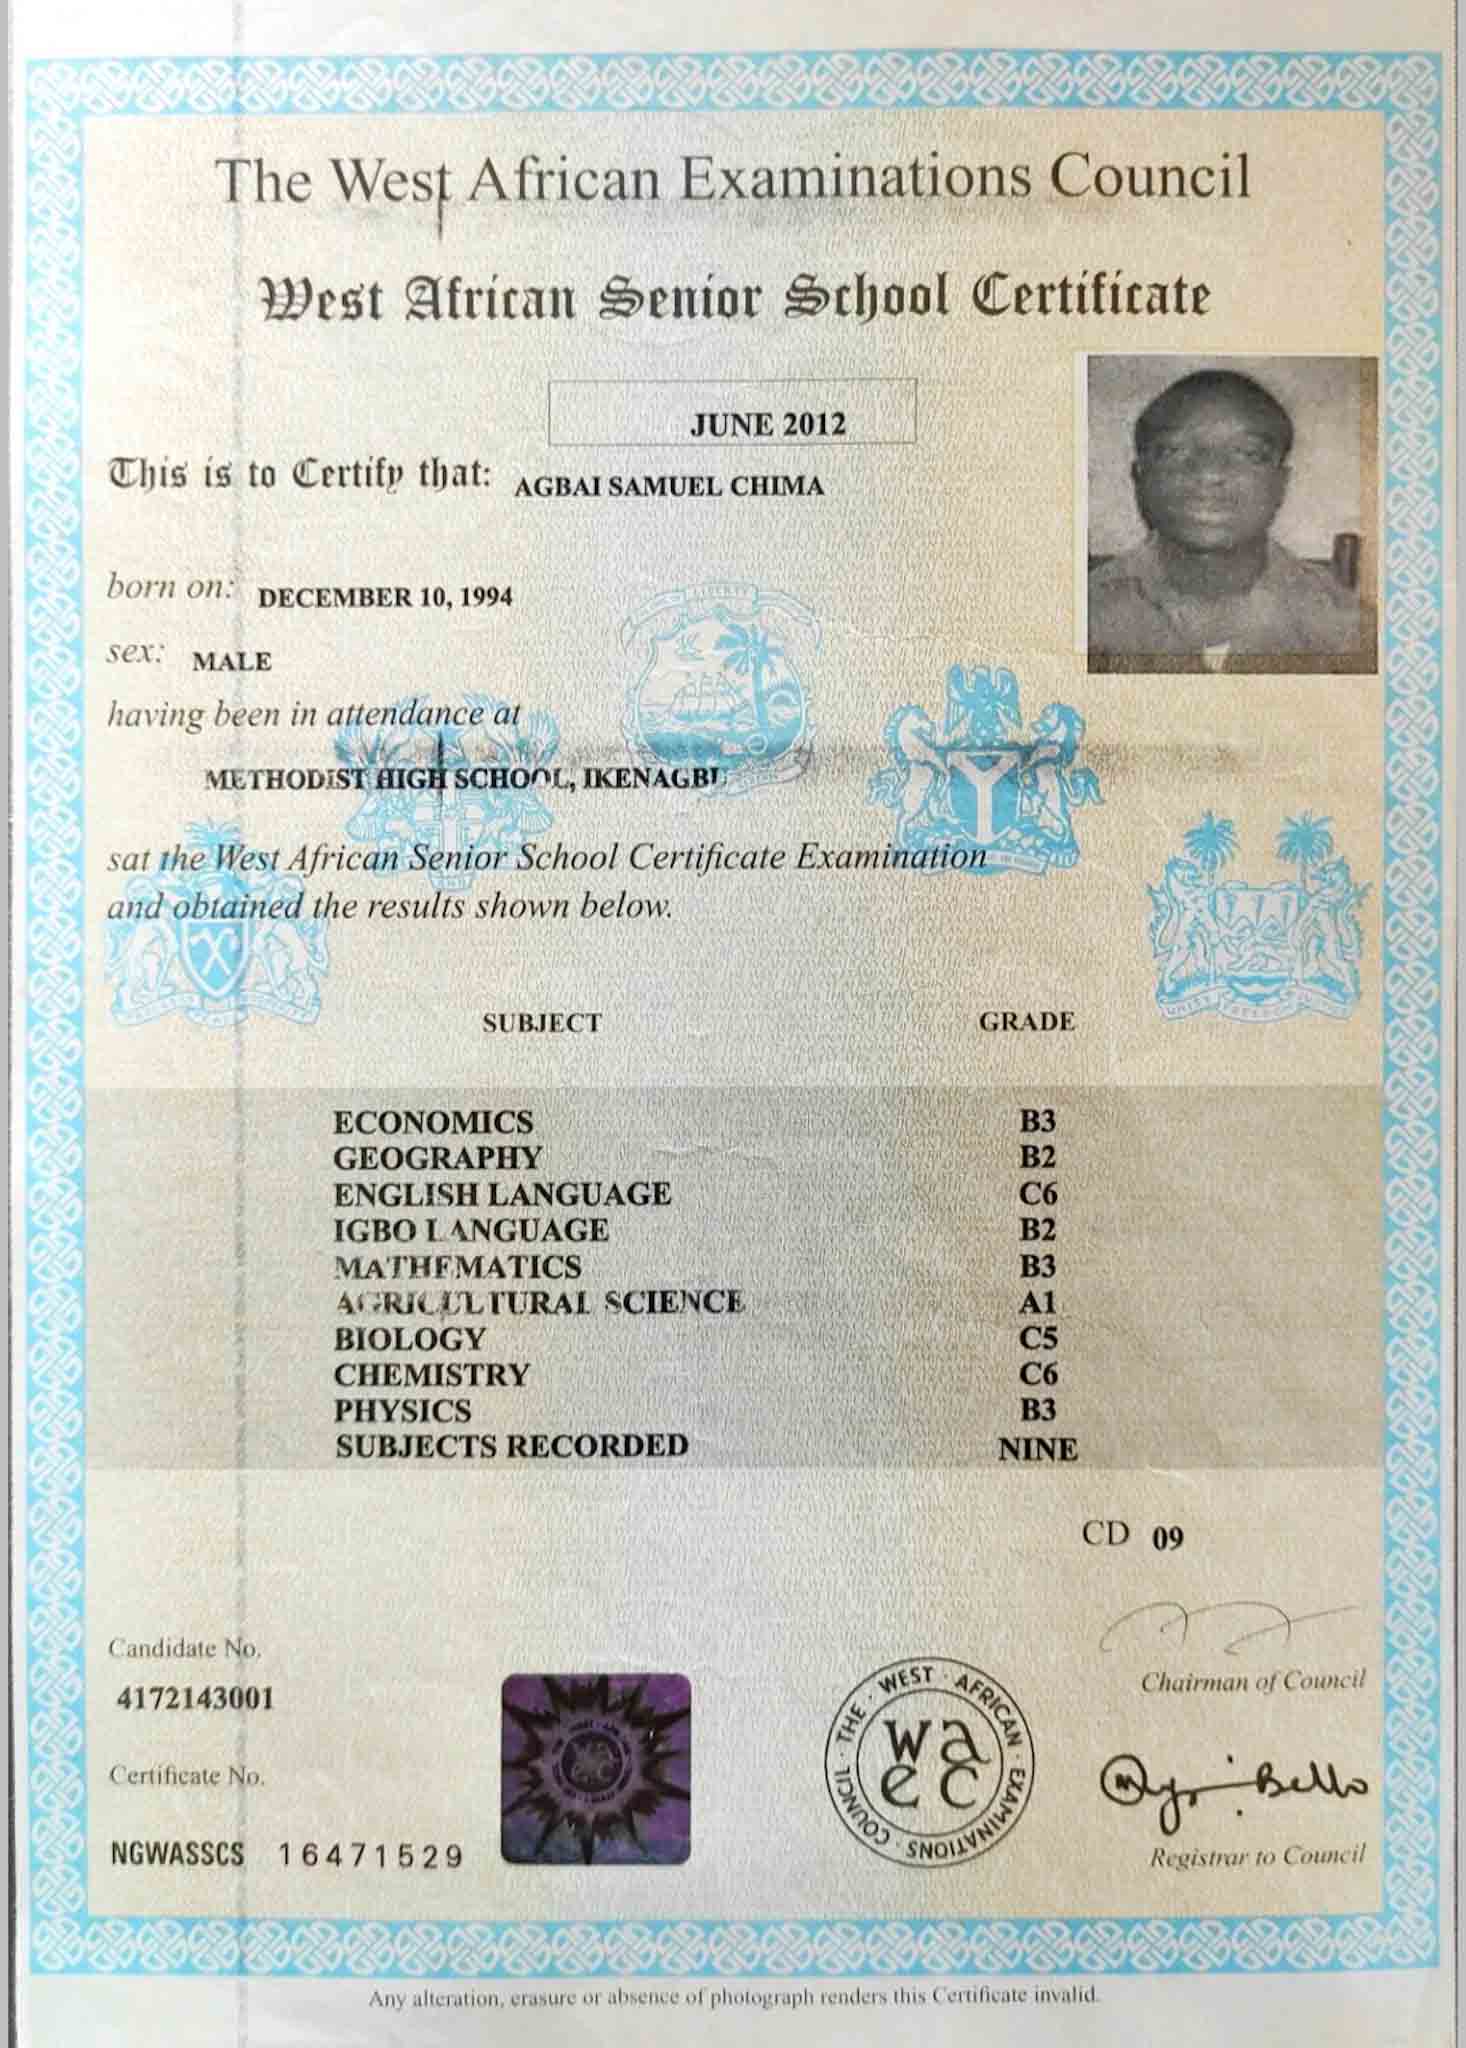 The West African Examinations Council
West African Senior School Certificate
JUNE 2012
This is to Certify that: AGBAI SAMUEL CHIMA
born on: DECEMBER 10, 1994
sex: MALE
having been in attendance at
METHODIST HIGH SCHOOL, IKENAGBU
sat the West African Senior School Certificate Examination
and obtained the results shown below.
SUBJECT GRADE
ECONOMICS B3
GEOGRAPHY B2
ENGLISH LANGUAGE C6
IGBO LANGUAGE B2
MATHEMATICS B3
AGRICULTURAL SCIENCE A1
BIOLOGY C5
CHEMISTRY C6
PHYSICS B3
SUBJECTS RECORDED NINE
CD 09
Chairman of Council
Candidate No.
4172143001
Certificate No.
NGWASSCS 16471529
THE · WEST · AFRICAN · EXAMINATIONS · COUNCIL
wa
ec
Bello
Registrar to Council
Any alteration, erasure or absence of photograph renders this Certificate invalid.